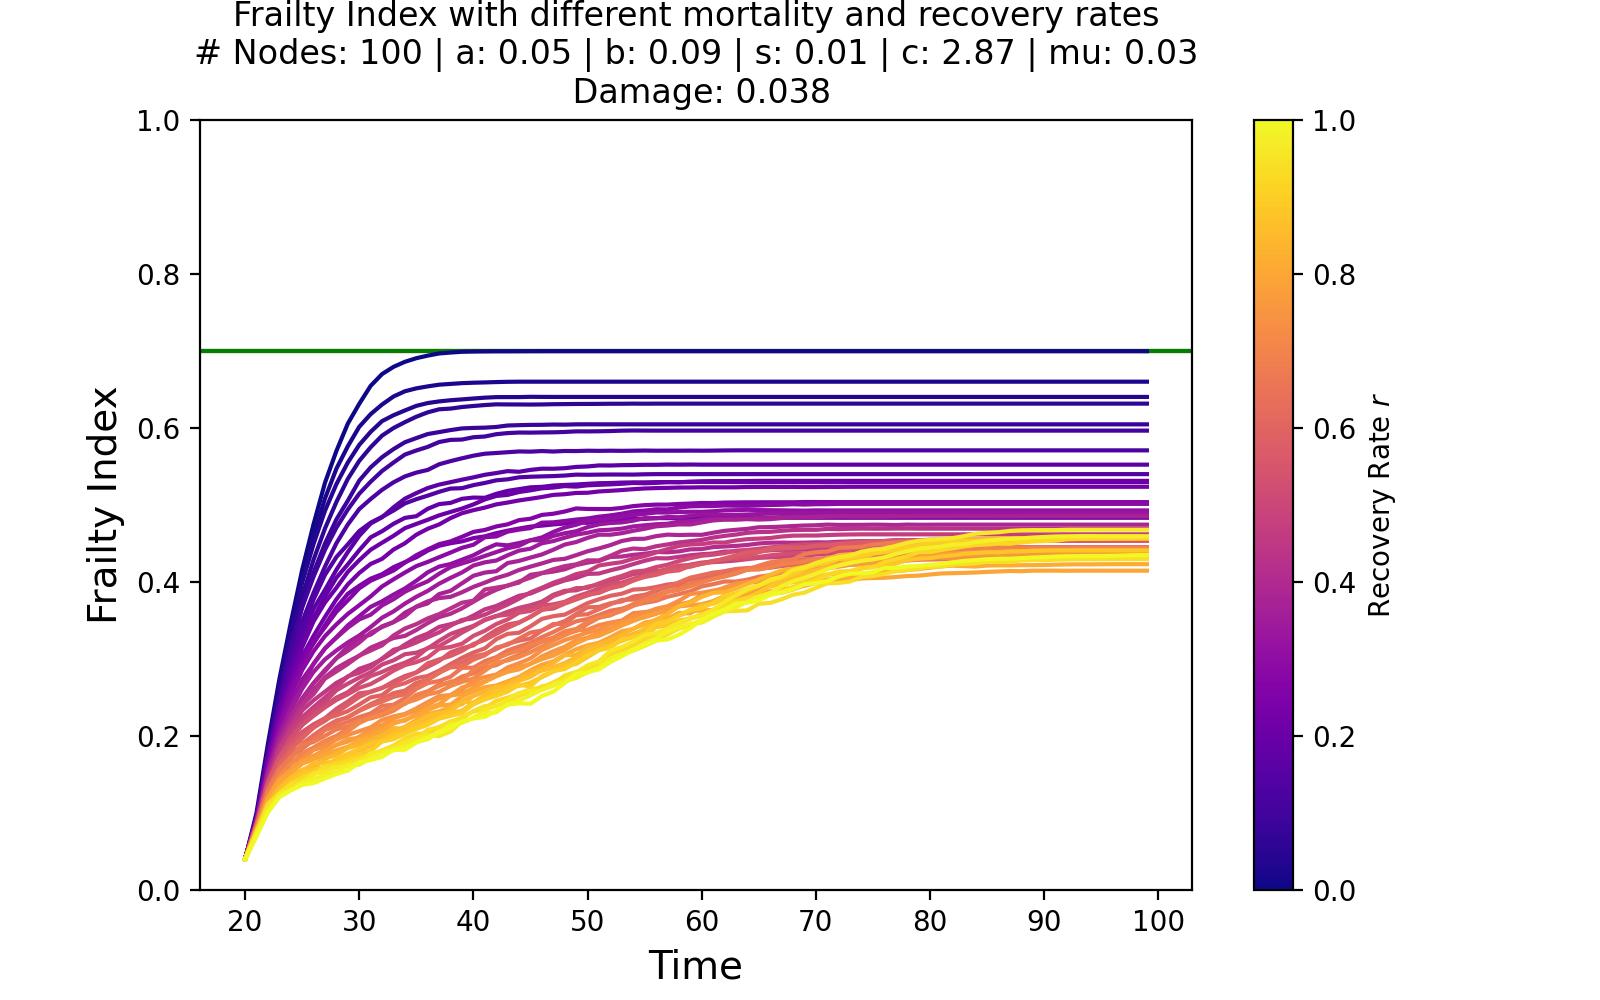 Frailty Index with different mortality and recovery rates
# Nodes: 100 | a: 0.05 | b: 0.09 | s: 0.01 | c: 2.87 | mu: 0.03
Damage: 0.038
1.0
0.8
0.6
0.4
0.2
0.0
Frailty Index
20 30 40 50 60 70 80 90 100
Time
1.0
0.8
0.6
0.4
0.2
0.0
Recovery Rate r